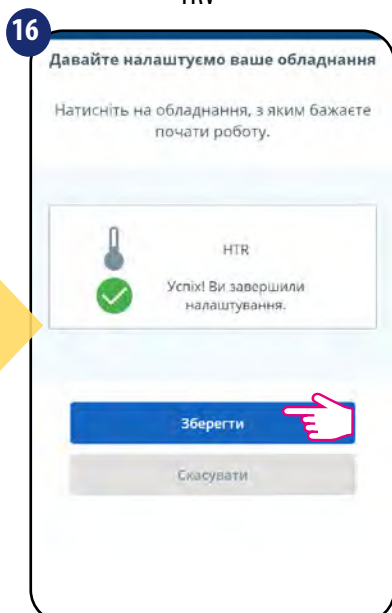 16
Давайте налаштуємо ваше обладнання
Натисніть на обладнання, з яким бажаєте
почати роботу.
HTR
Успіх! Ви завершили
налаштування.
Зберегти
Скасувати